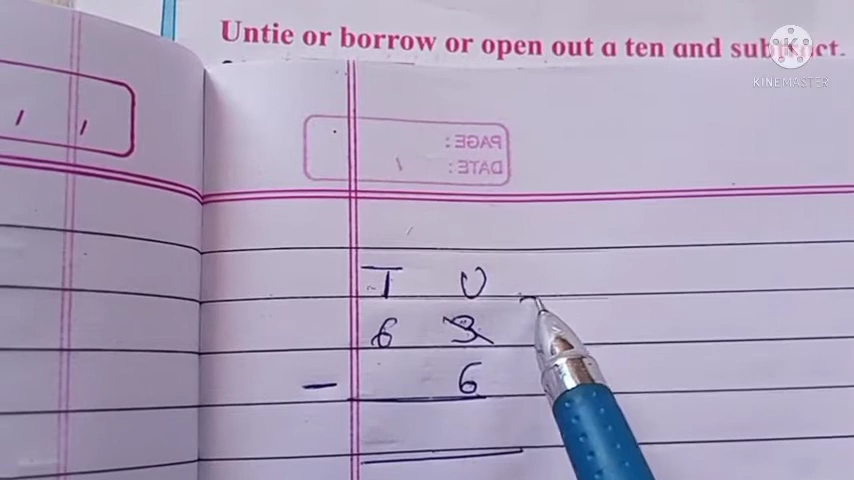 Untie or borrow or open out a ten and subtract.
KINEMASTER
PAGE :
DATE :
T U
6 3
- 6